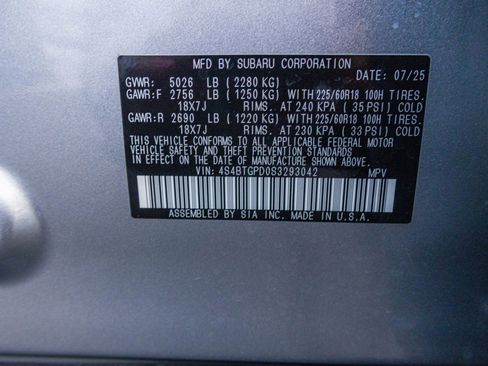 MFD BY SUBARU CORPORATION
DATE: 07/25
GVWR: 5026 LB (2280 KG)
GAWR:F 2756 LB (1250 KG) WITH 225/60R18 100H TIRES.
18X7J RIMS. AT 240 KPA (35 PSI) COLD
GAWR:R 2690 LB (1220 KG) WITH 225/60R18 100H TIRES.
18X7J RIMS. AT 230 KPA (33 PSI) COLD
THIS VEHICLE CONFORMS TO ALL APPLICABLE FEDERAL MOTOR
VEHICLE SAFETY AND THEFT PREVENTION STANDARDS
IN EFFECT ON THE DATE OF MANUFACTURE SHOWN ABOVE.
VIN: 4S4BTGPD0S3293042 MPV
ASSEMBLED BY SIA INC. MADE IN U.S.A.